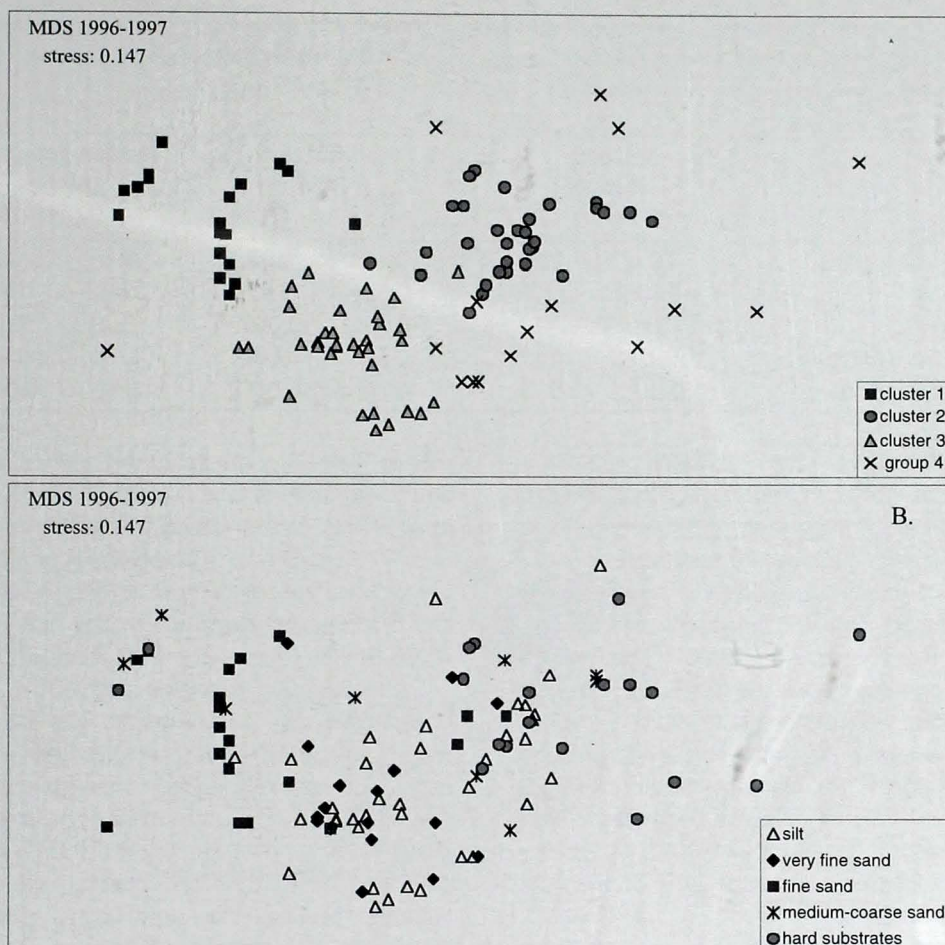 MDS 1996-1997
stress: 0.147
cluster 1
cluster 2
cluster 3
group 4
MDS 1996-1997
stress: 0.147
B.
silt
very fine sand
fine sand
medium-coarse sand
hard substrates